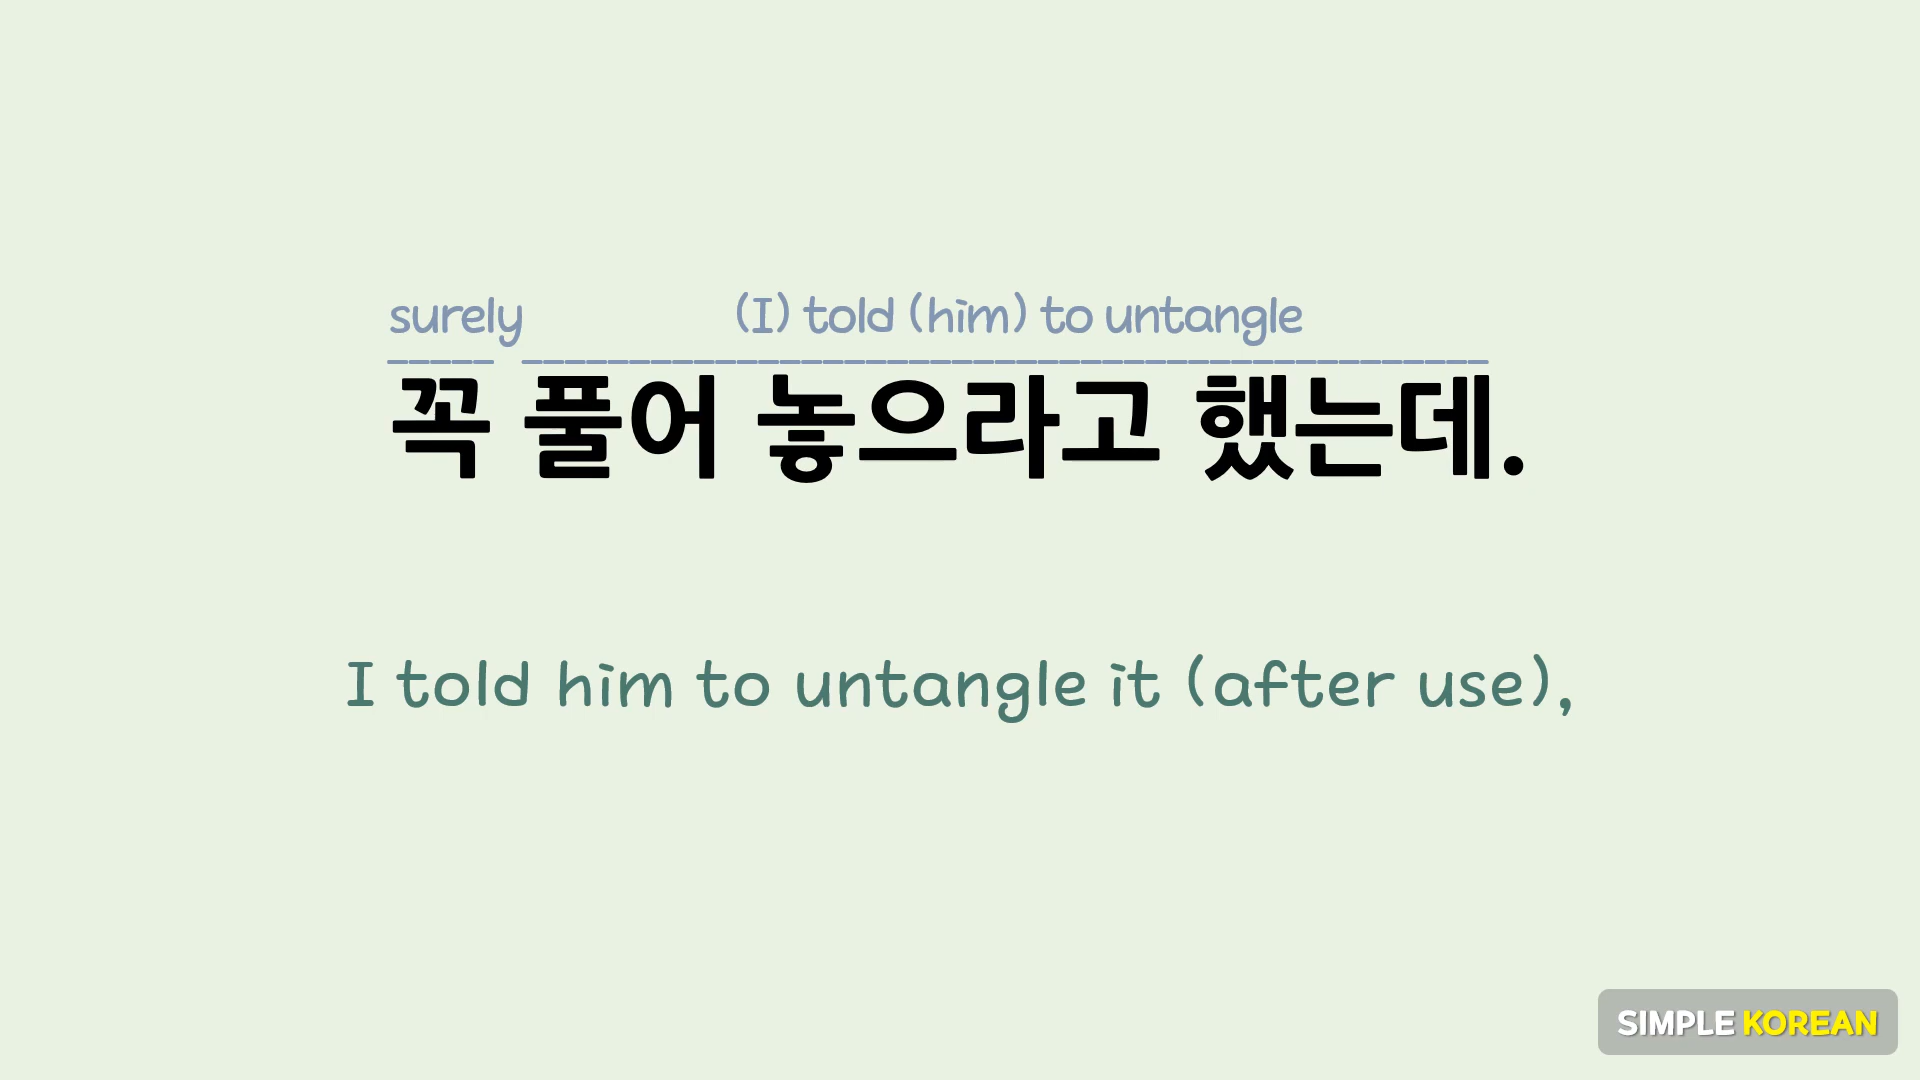 surely (I) told (him) to untangle
꼭 풀어 놓으라고 했는데.
I told him to untangle it (after use),
SIMPLE KOREAN